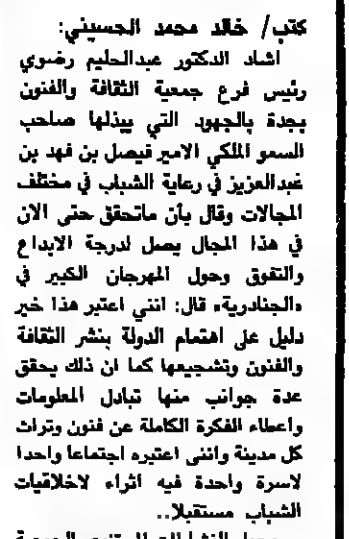 كتب/ خالد محمد الحسيني:
اشاد الدكتور عبدالحليم رضوي
رئيس فرع جمعية الثقافة والفنون
بجدة بالجهود التي يبذلها صاحب
السمو الملكي الامير فيصل بن فهد بن
عبدالعزيز في رعاية الشباب في مختلف
المجالات وقال بأن ماتحقق حتى الان
في هذا المجال يصل لدرجة الابداع
والتفوق وحول المهرجان الكبير في
«الجنادرية» قال: انني اعتبر هذا خير
دليل على اهتمام الدولة بنشر الثقافة
والفنون وتشجيعها كما ان ذلك يحقق
عدة جوانب منها تبادل المعلومات
واعطاء الفكرة الكاملة عن فنون وتراث
كل مدينة وانني اعتبره اجتماعا واحدا
لاسرة واحدة فيه اثراء لاخلاقيات
الشباب مستقبلا..